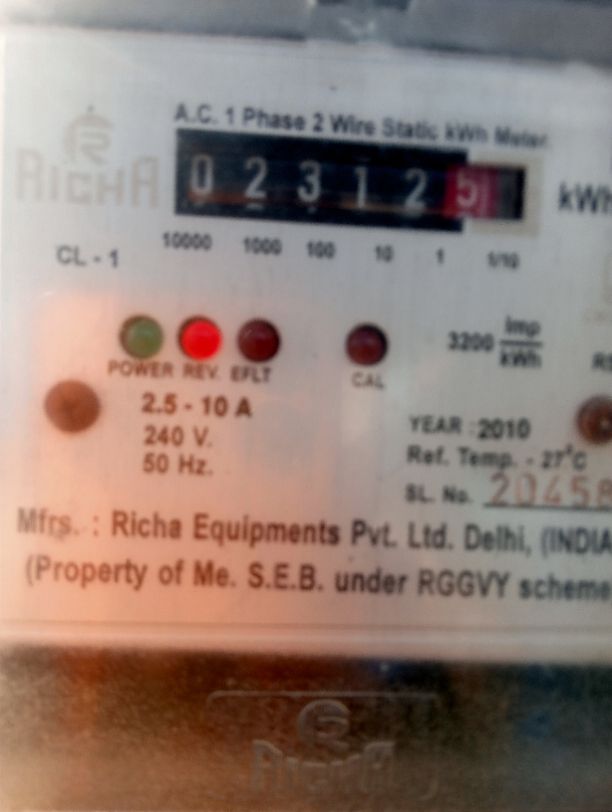 A.C. 1 Phase 2 Wire Static kWh Meter.
RICHA
0 2 3 1 2 5 kWh
10000 1000 100 10 1 1/10
CL - 1
3200 imp/kWh
POWER REV. EFLT CAL
2.5 - 10 A
240 V.
50 Hz.
YEAR : 2010
Ref. Temp. - 27°C
SL. No. 20458
Mfrs. : Richa Equipments Pvt. Ltd. Delhi, (INDIA
(Property of Me. S.E.B. under RGGVY scheme
RICHA